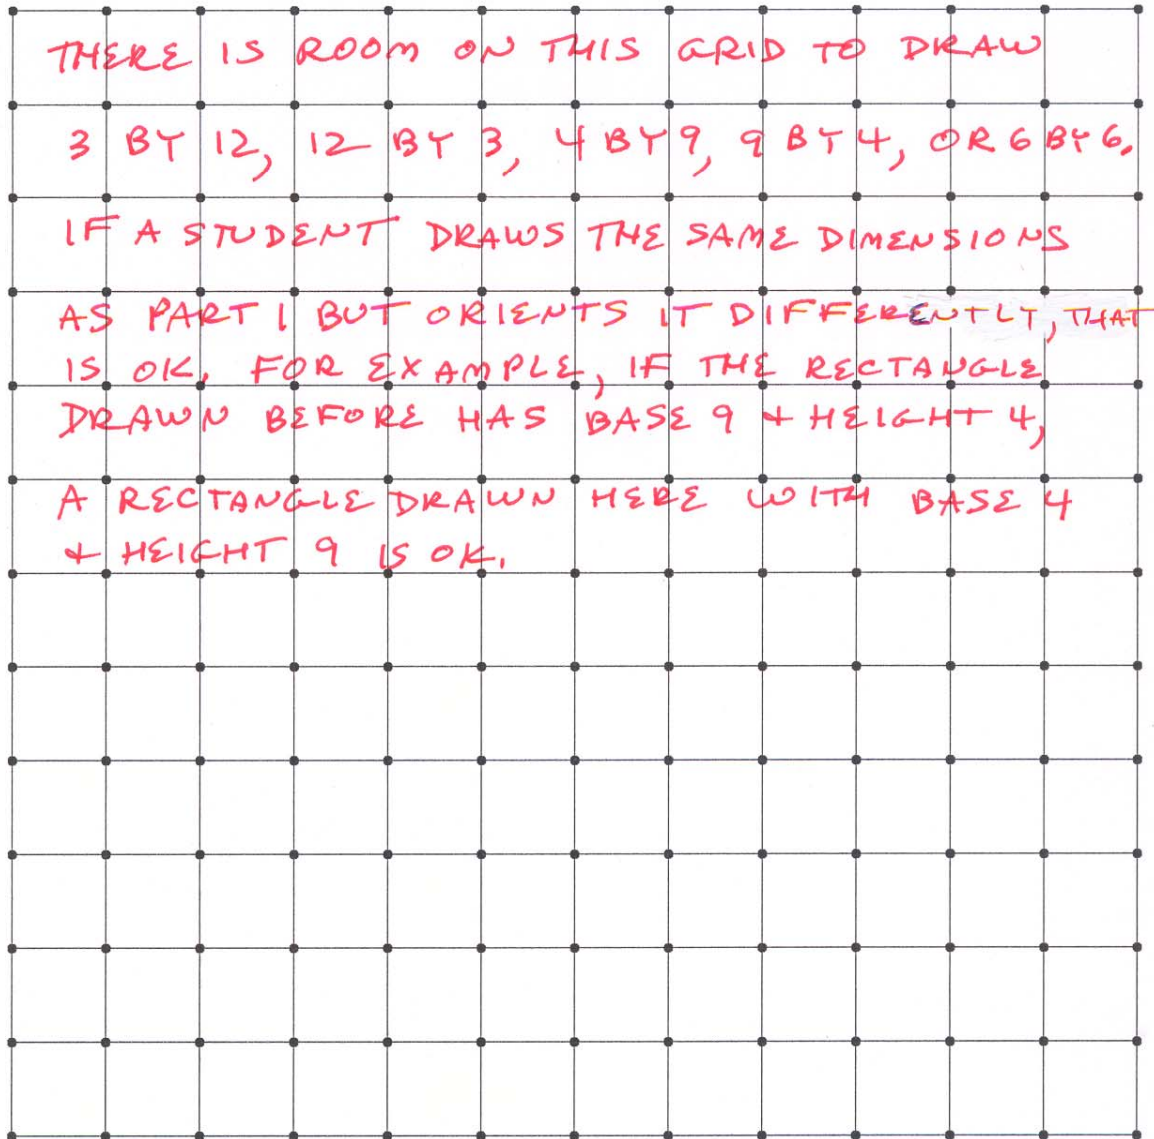 THERE IS ROOM ON THIS GRID TO DRAW
3 BY 12, 12 BY 3, 4 BY 9, 9 BY 4, OR 6 BY 6.
IF A STUDENT DRAWS THE SAME DIMENSIONS
AS PART 1 BUT ORIENTS IT DIFFERENTLY, THAT
IS OK. FOR EXAMPLE, IF THE RECTANGLE
DRAWN BEFORE HAS BASE 9 + HEIGHT 4,
A RECTANGLE DRAWN HERE WITH BASE 4
+ HEIGHT 9 IS OK.